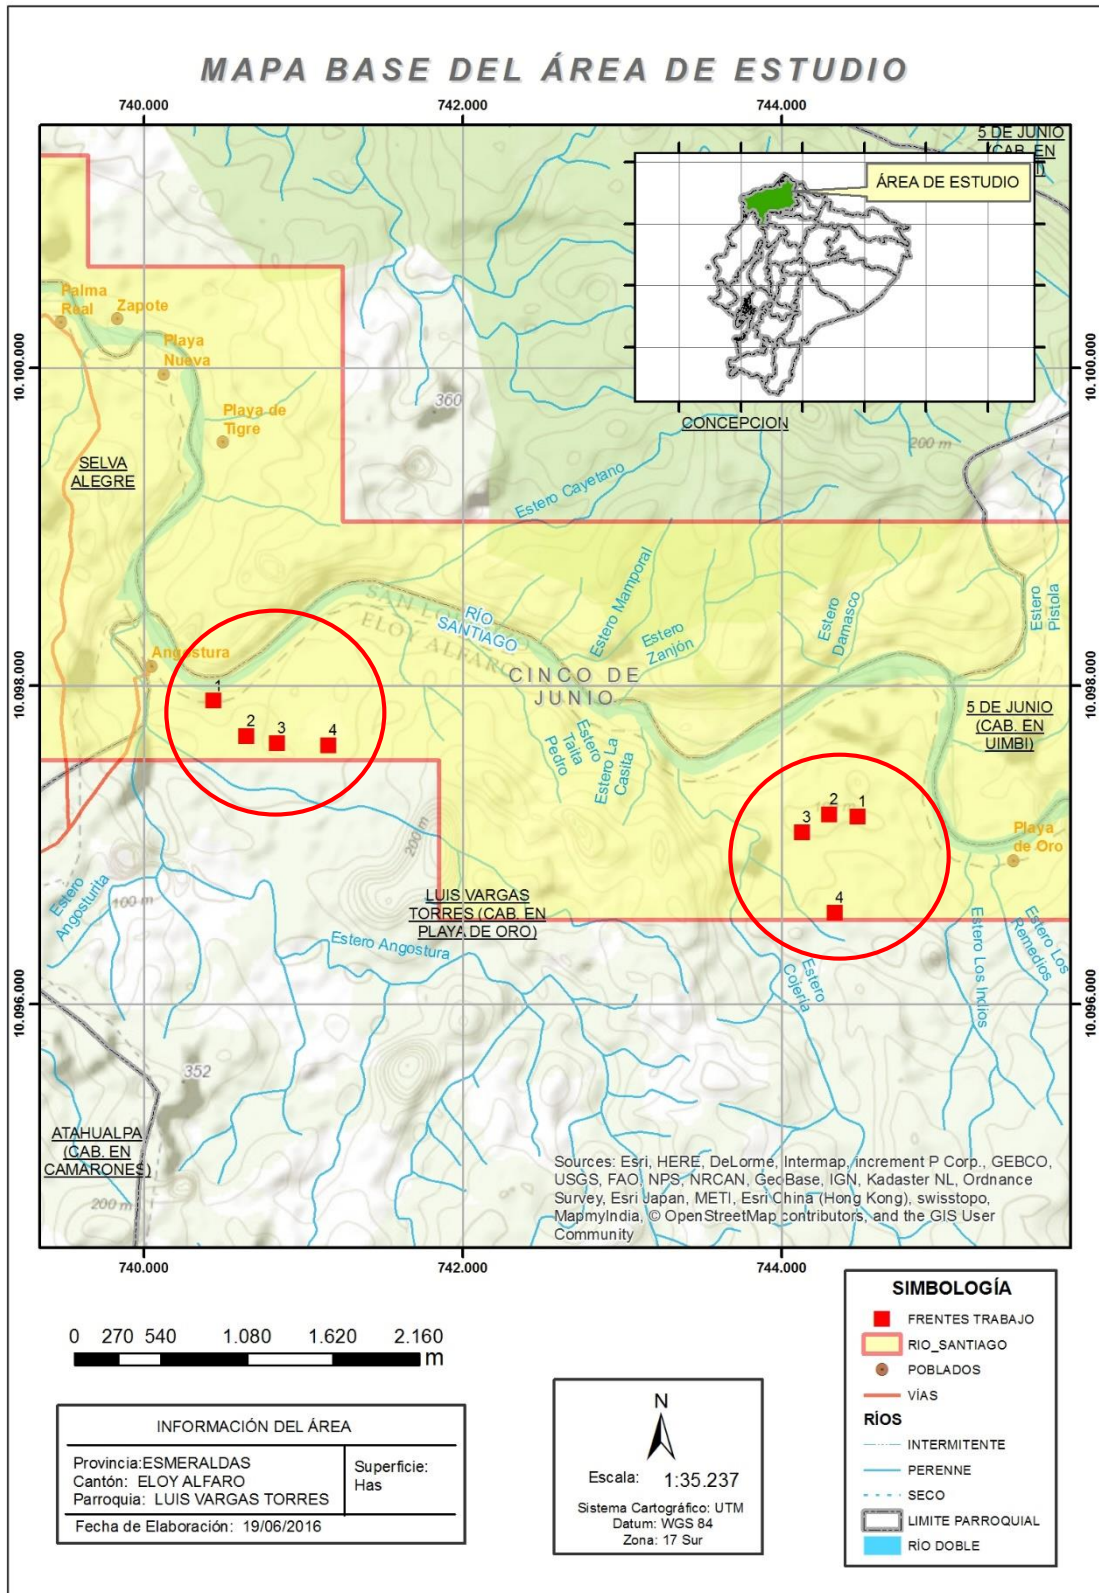 MAPA BASE DEL ÁREA DE ESTUDIO
740.000
742.000
744.000
5 DE JUNIO
(CAB. EN
ÁREA DE ESTUDIO
10.100.000
10.100.000
Palma
Real
Zapote
Playa
Nueva
Playa de
Tigre
360
CONCEPCION
200 m
SELVA
ALEGRE
Estero Cayetano
Estero Mamporal
Estero
Zanjón
Estero
Damasco
Estero
Pistola
RÍO
SANTIAGO
ELOY ALFARO
Angostura
10.098.000
10.098.000
CINCO DE
JUNIO
5 DE JUNIO
(CAB. EN
UIMBI)
1
2
3
4
Estero
Taita
Pedro
Estero La
Casita
3
2
1
4
Playa
de Oro
200 m
100 m
Estero
Angosturita
LUIS VARGAS
TORRES (CAB. EN
PLAYA DE ORO)
Estero Angostura
Estero
Cojería
Estero Los Indios
Estero Los
Remedios
10.096.000
10.096.000
352
ATAHUALPA
(CAB. EN
CAMARONES)
200 m
Sources: Esri, HERE, DeLorme, Intermap, increment P Corp., GEBCO,
USGS, FAO, NPS, NRCAN, GeoBase, IGN, Kadaster NL, Ordnance
Survey, Esri Japan, METI, Esri China (Hong Kong), swisstopo,
MapmyIndia, © OpenStreetMap contributors, and the GIS User
Community
740.000
742.000
744.000
0 270 540 1.080 1.620 2.160
m
INFORMACIÓN DEL ÁREA
Provincia:ESMERALDAS
Cantón: ELOY ALFARO
Parroquia: LUIS VARGAS TORRES
Superficie:
Has
Fecha de Elaboración: 19/06/2016
N
Escala: 1:35.237
Sistema Cartográfico: UTM
Datum: WGS 84
Zona: 17 Sur
SIMBOLOGÍA
FRENTES TRABAJO
RIO_SANTIAGO
POBLADOS
VÍAS
RÍOS
INTERMITENTE
PERENNE
SECO
LIMITE PARROQUIAL
RÍO DOBLE